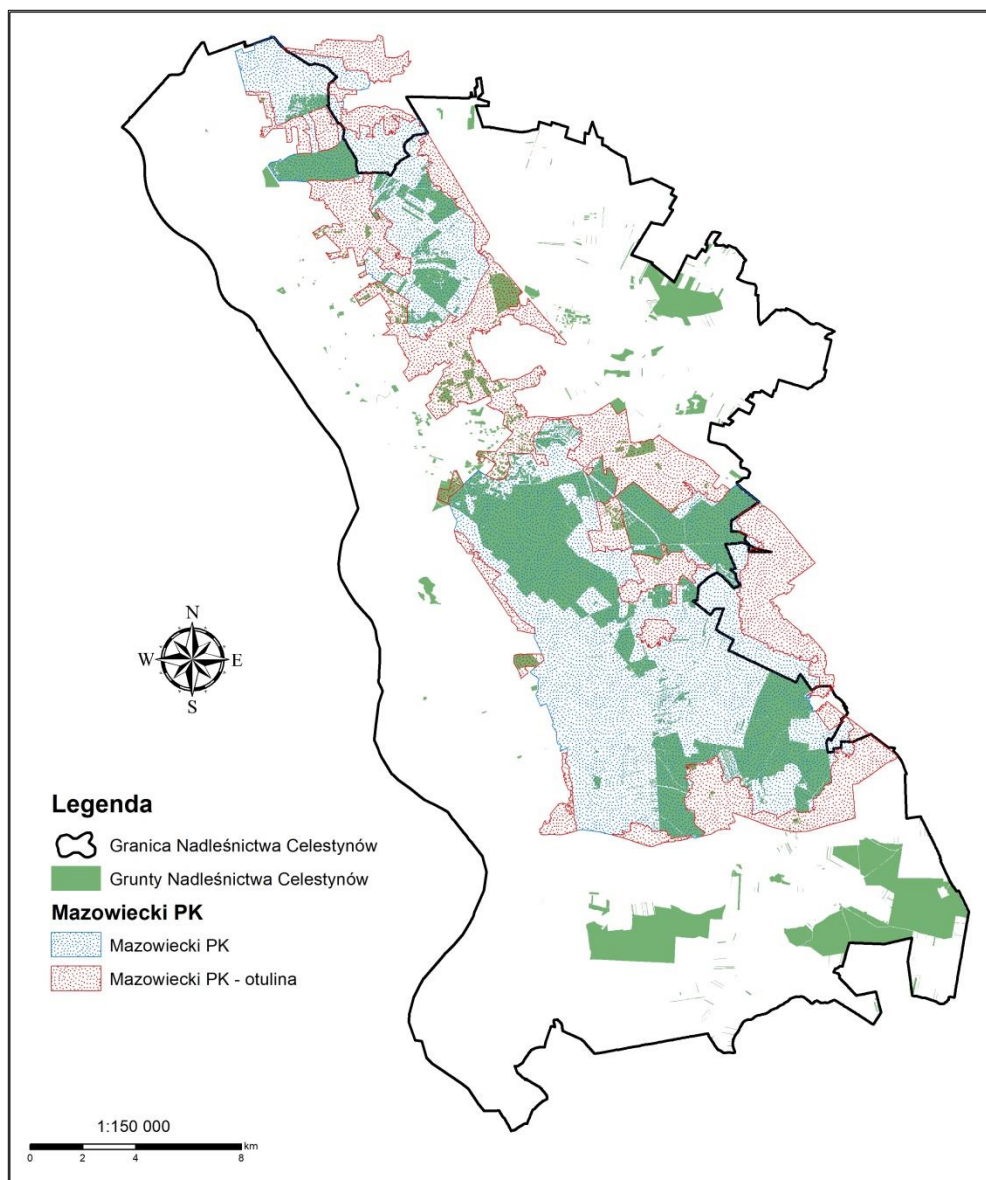 N
W E
S
Legenda
Granica Nadleśnictwa Celestynów
Grunty Nadleśnictwa Celestynów
Mazowiecki PK
Mazowiecki PK
Mazowiecki PK - otulina
1:150 000
km
0 2 4 8